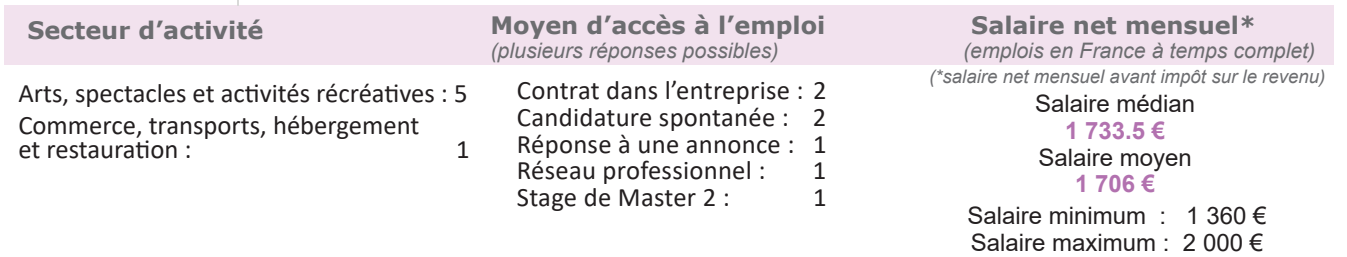 Secteur d’activité
Arts, spectacles et activités récréatives : 5
Commerce, transports, hébergement
et restauration : 1
Moyen d’accès à l’emploi
(plusieurs réponses possibles)
Contrat dans l’entreprise : 2
Candidature spontanée : 2
Réponse à une annonce : 1
Réseau professionnel : 1
Stage de Master 2 : 1
Salaire net mensuel*
(emplois en France à temps complet)
(*salaire net mensuel avant impôt sur le revenu)
Salaire médian
1 733.5 €
Salaire moyen
1 706 €
Salaire minimum : 1 360 €
Salaire maximum : 2 000 €